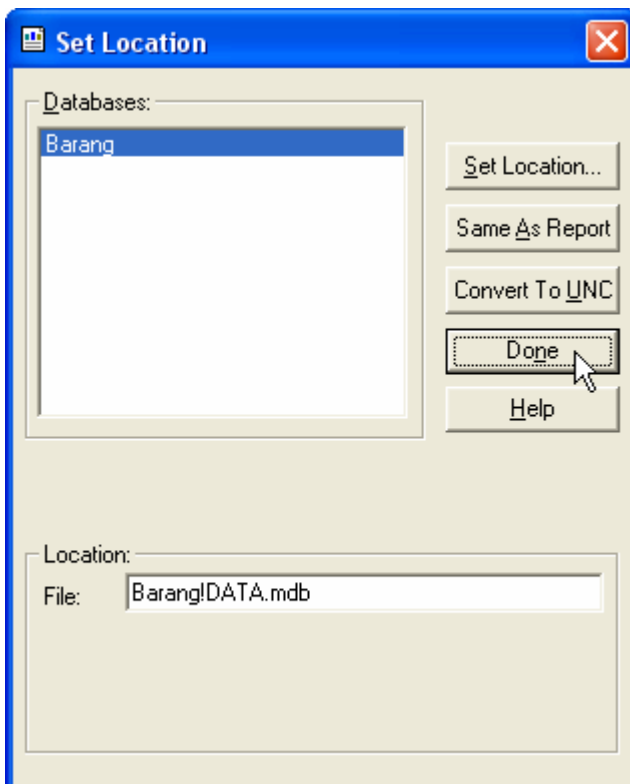 Set Location
Databases:
Barang
Set Location...
Same As Report
Convert To UNC
Done
Help
Location:
File: Barang!DATA.mdb